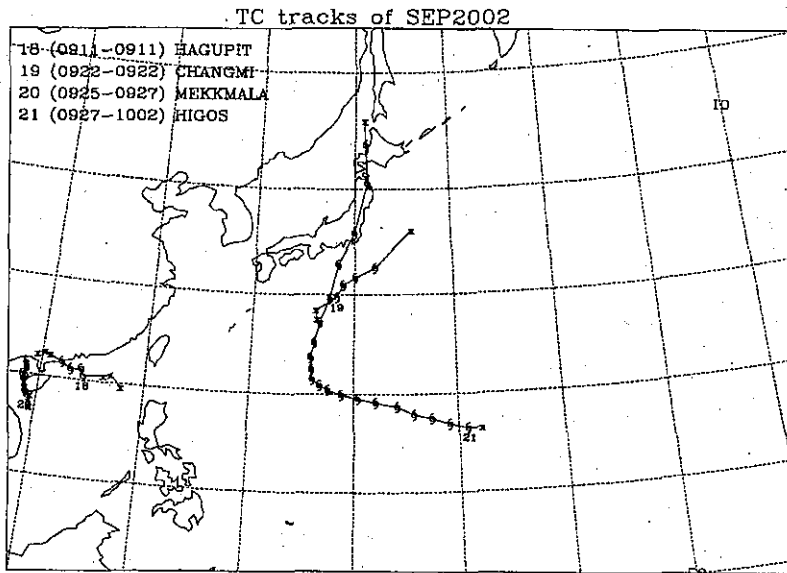 TC tracks of SEP2002
18 (0911-0911) HAGUPIT
19 (0922-0922) CHANGMI
20 (0925-0927) MEKKMALA
21 (0927-1002) HIGOS
19
18
21